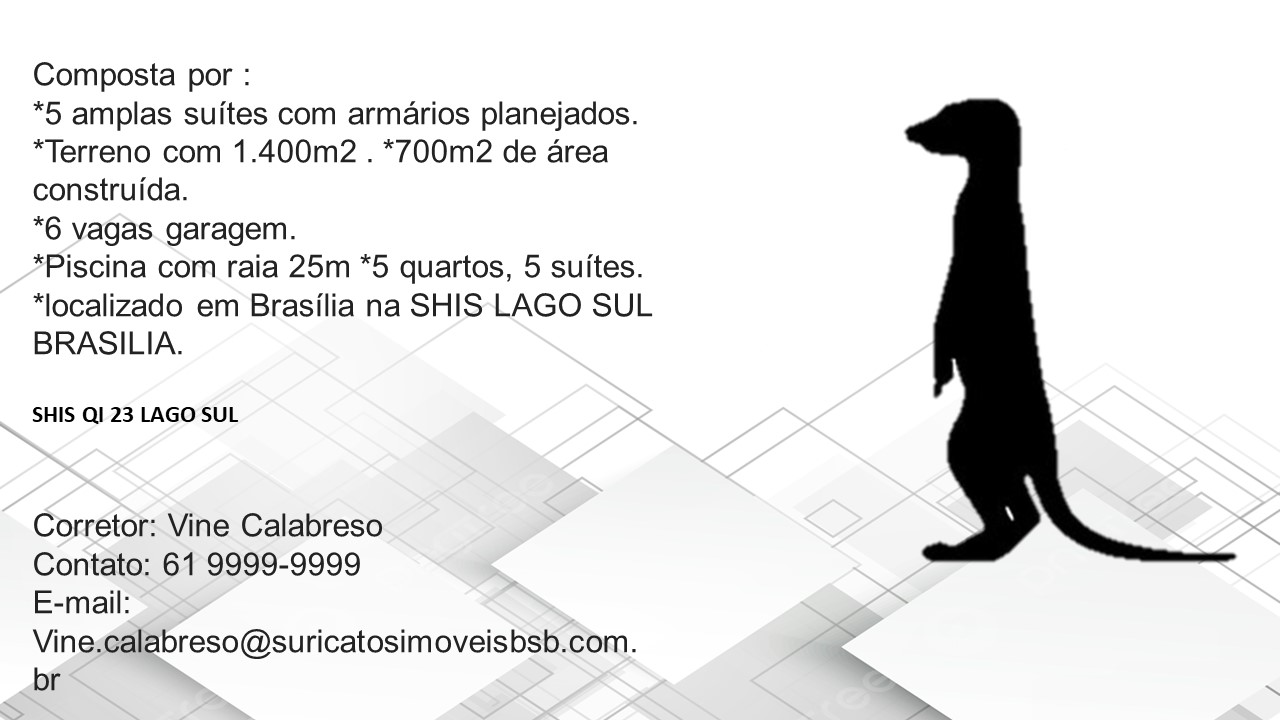 Composta por :
*5 amplas suítes com armários planejados.
*Terreno com 1.400m2 . *700m2 de área
construída.
*6 vagas garagem.
*Piscina com raia 25m *5 quartos, 5 suítes.
*localizado em Brasília na SHIS LAGO SUL
BRASILIA.
SHIS QI 23 LAGO SUL
Corretor: Vine Calabreso
Contato: 61 9999-9999
E-mail:
Vine.calabreso@suricatosimoveisbsb.com.
br